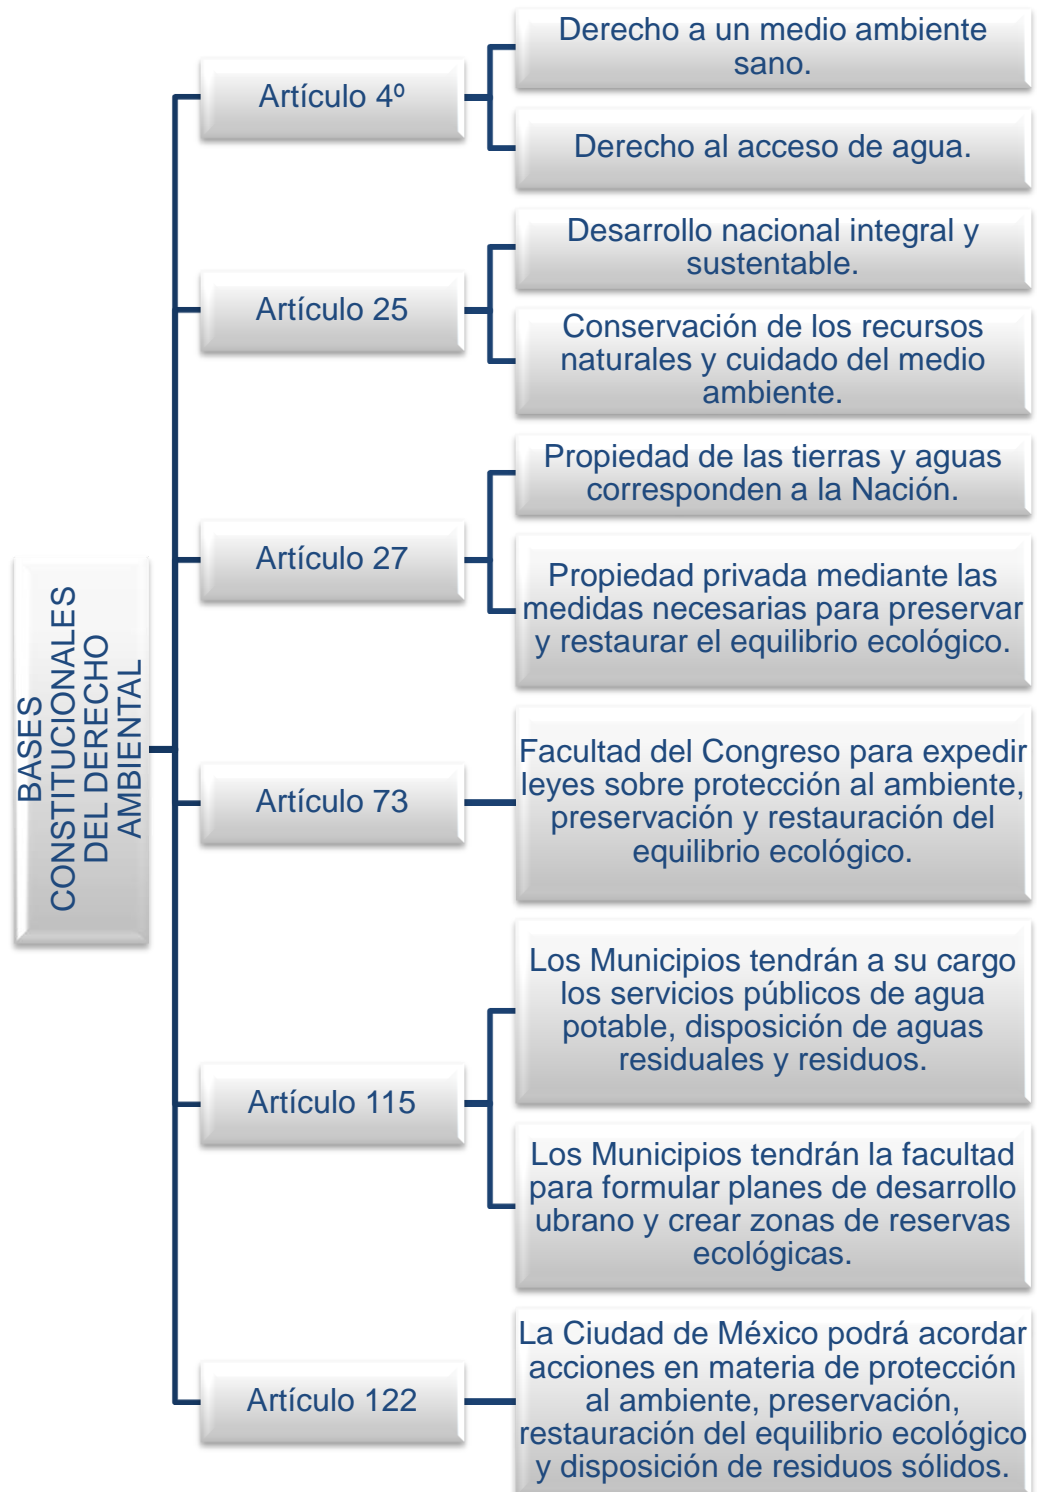 BASES
CONSTITUCIONALES
DEL DERECHO
AMBIENTAL
Artículo 4º
Derecho a un medio ambiente
sano.
Derecho al acceso de agua.
Artículo 25
Desarrollo nacional integral y
sustentable.
Conservación de los recursos
naturales y cuidado del medio
ambiente.
Artículo 27
Propiedad de las tierras y aguas
corresponden a la Nación.
Propiedad privada mediante las
medidas necesarias para preservar
y restaurar el equilibrio ecológico.
Artículo 73
Facultad del Congreso para expedir
leyes sobre protección al ambiente,
preservación y restauración del
equilibrio ecológico.
Artículo 115
Los Municipios tendrán a su cargo
los servicios públicos de agua
potable, disposición de aguas
residuales y residuos.
Los Municipios tendrán la facultad
para formular planes de desarrollo
ubrano y crear zonas de reservas
ecológicas.
Artículo 122
La Ciudad de México podrá acordar
acciones en materia de protección
al ambiente, preservación,
restauración del equilibrio ecológico
y disposición de residuos sólidos.